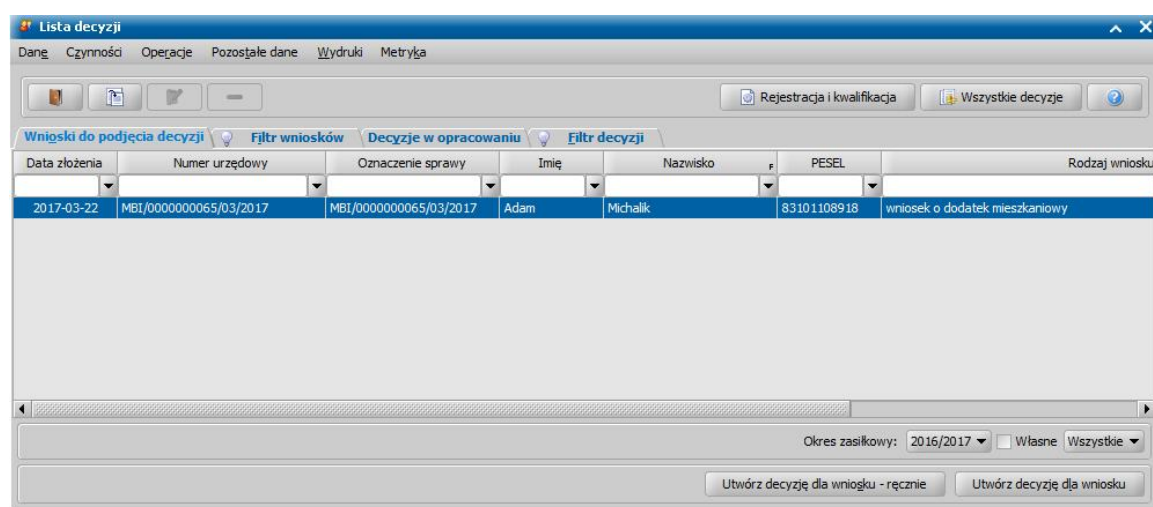 Lista decyzji
Dane Czynności Operacje Pozostałe dane Wydruki Metryka
Rejestracja i kwalifikacja Wszystkie decyzje ?
Wnioski do podjęcia decyzji Filtr wniosków Decyzje w opracowaniu Filtr decyzji
Data złożenia Numer urzędowy Oznaczenie sprawy Imię Nazwisko F PESEL Rodzaj wniosku
2017-03-22 MBI/0000000065/03/2017 MBI/0000000065/03/2017 Adam Michalik 83101108918 wniosek o dodatek mieszkaniowy
Okres zasiłkowy: 2016/2017 Własne Wszystkie
Utwórz decyzję dla wniosku - ręcznie Utwórz decyzję dla wniosku